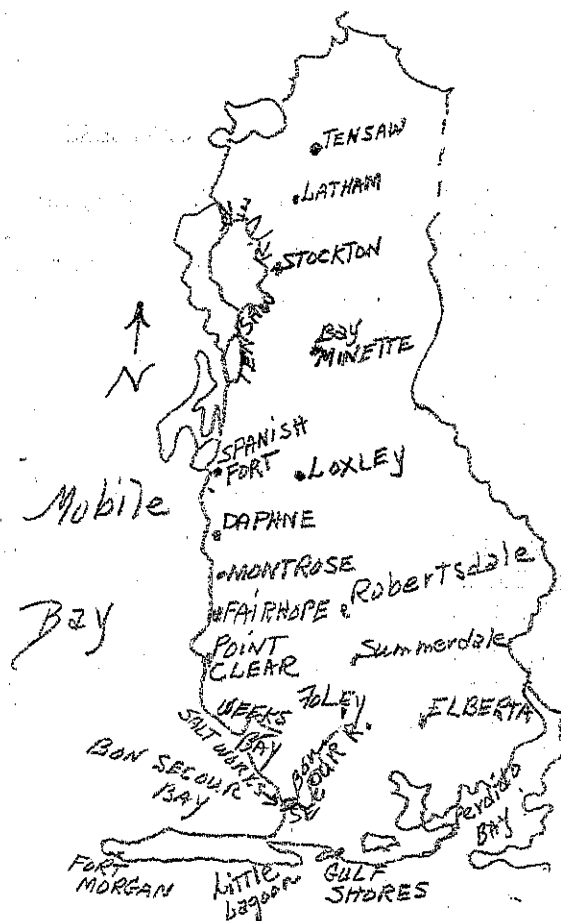 TENSAW
LATHAM
STOCKTON
TENSAW
Bay
MINETTE
N
SPANISH
FORT
LOXLEY
Mobile
DAPHNE
MONTROSE
Robertsdale
Bay
FAIRHOPE
POINT
CLEAR
Summerdale
WEEKS
BAY
FOLEY
ELBERTA
SALT WORKS
BON SECOUR
BAY
BON
SECOUR R.
Perdido
BAY
FORT
MORGAN
Little
Lagoon
GULF
SHORES